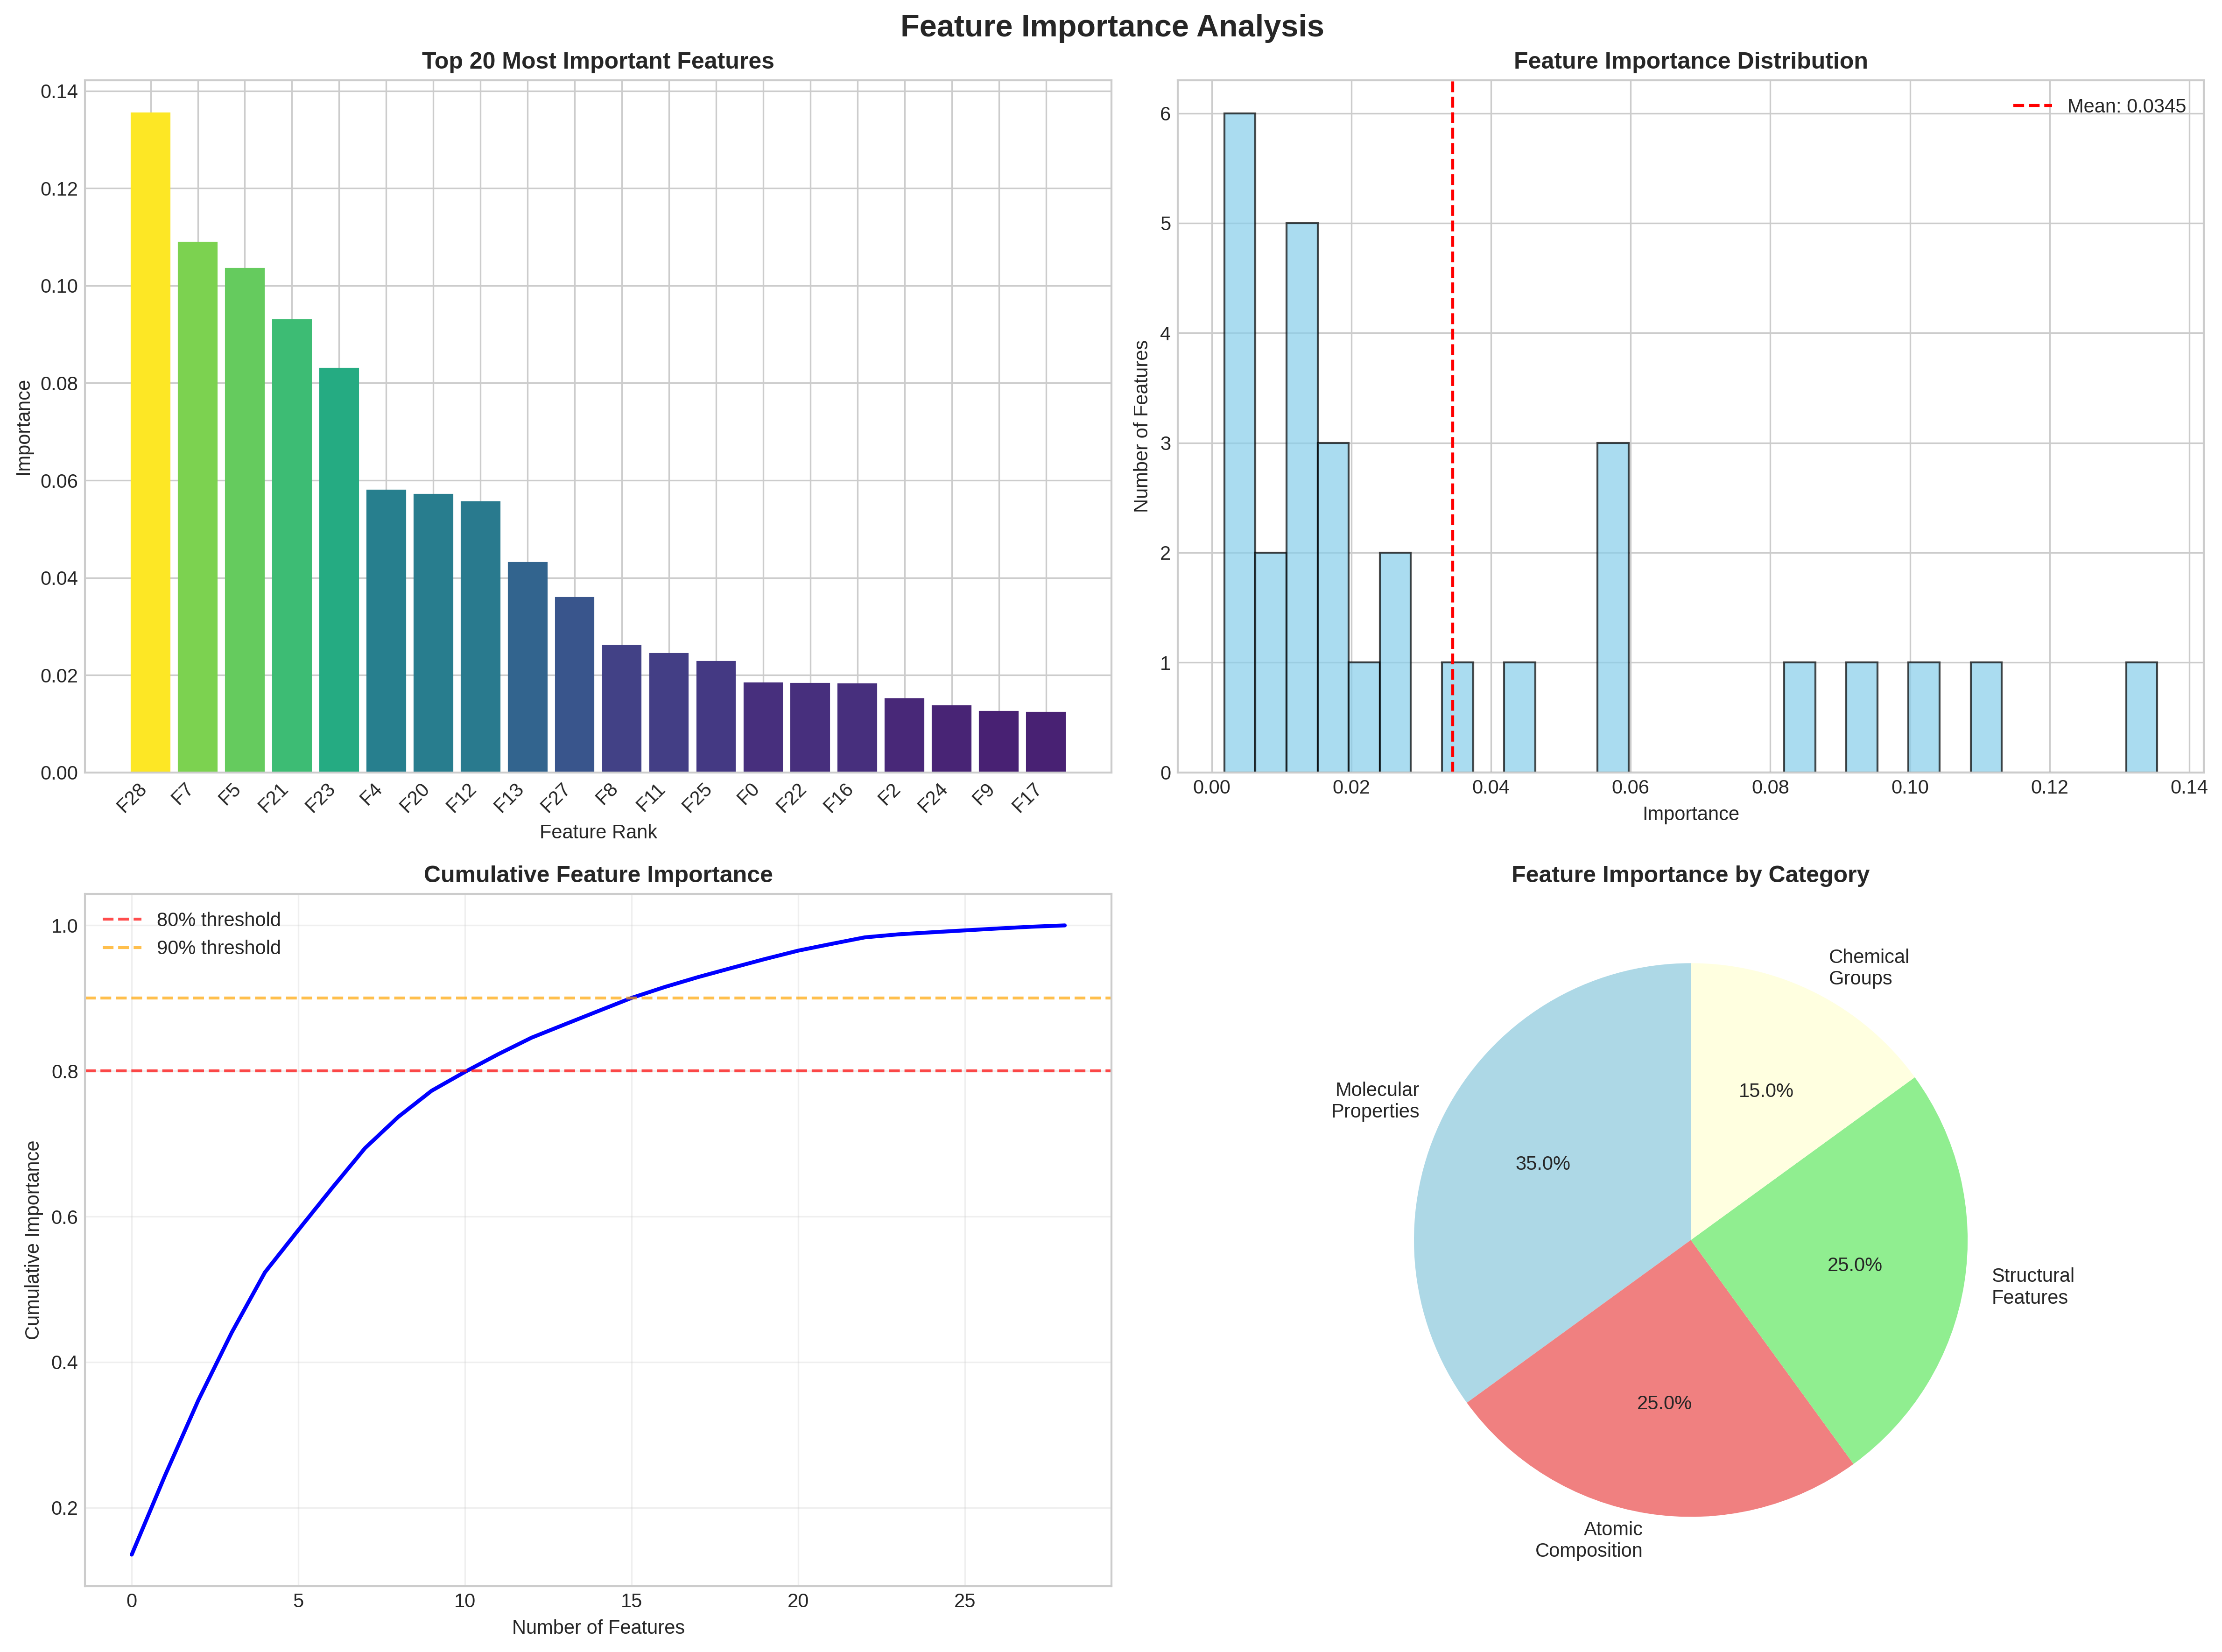 Feature Importance Analysis
Top 20 Most Important Features
0.14
0.12
0.10
0.08
0.06
0.04
0.02
0.00
Importance
F28 F7 F5 F21 F23 F4 F20 F12 F13 F27 F8 F11 F25 F0 F22 F16 F2 F24 F9 F17
Feature Rank
Feature Importance Distribution
Mean: 0.0345
6
5
4
3
2
1
0
Number of Features
0.00 0.02 0.04 0.06 0.08 0.10 0.12 0.14
Importance
Cumulative Feature Importance
80% threshold
90% threshold
1.0
0.8
0.6
0.4
0.2
Cumulative Importance
0 5 10 15 20 25
Number of Features
Feature Importance by Category
Chemical
Groups
15.0%
Molecular
Properties
35.0%
25.0%
Structural
Features
25.0%
Atomic
Composition